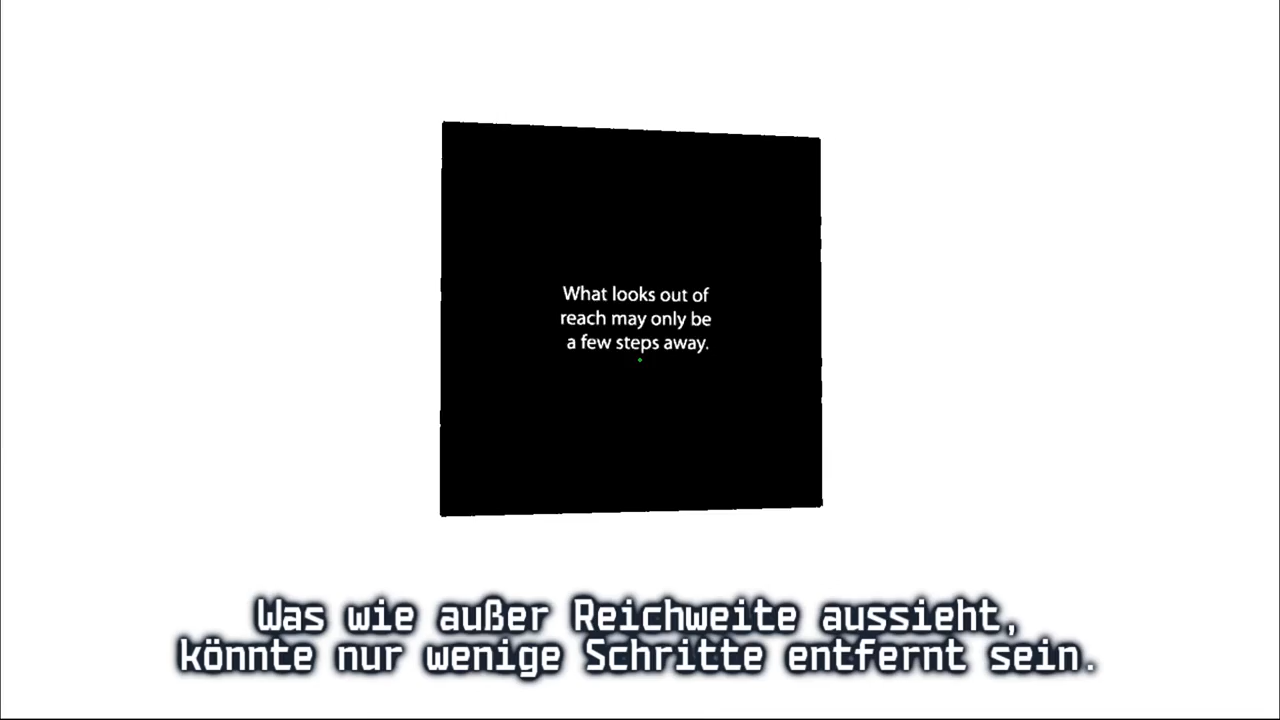 What looks out of
reach may only be
a few steps away.
Was wie außer Reichweite aussieht,
könnte nur wenige Schritte entfernt sein.